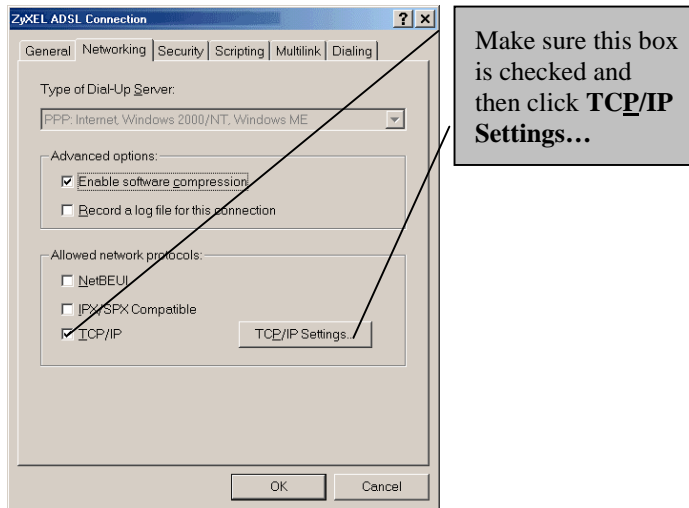 ZyXEL ADSL Connection
General Networking Security Scripting Multilink Dialing
Type of Dial-Up Server:
PPP: Internet, Windows 2000/NT, Windows ME
Advanced options:
Enable software compression
Record a log file for this connection
Allowed network protocols:
NetBEUI
IPX/SPX Compatible
TCP/IP
TCP/IP Settings...
OK Cancel
Make sure this box
is checked and
then click TCP/IP
Settings…